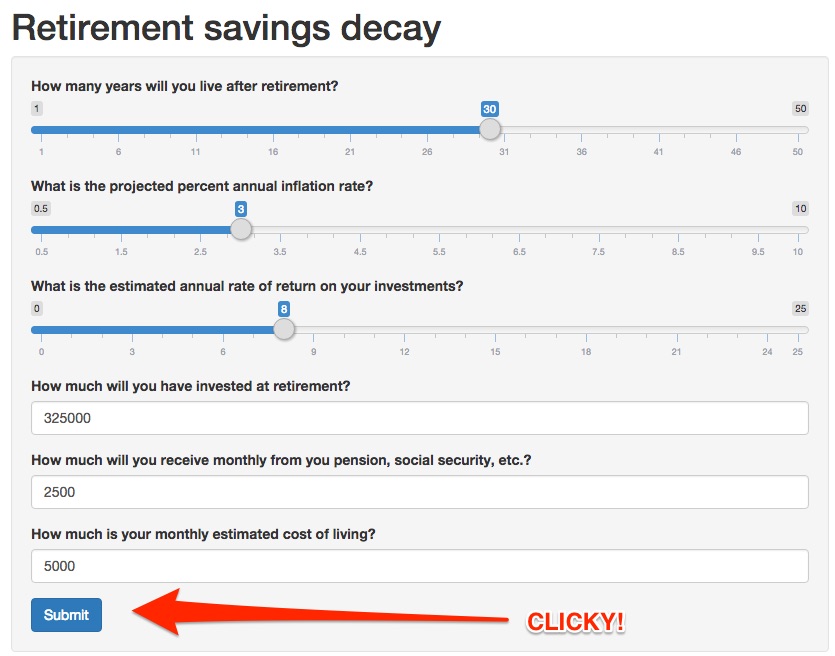 Retirement savings decay
How many years will you live after retirement?
1 30 50
1 6 11 16 21 26 31 36 41 46 50
What is the projected percent annual inflation rate?
0.5 3 10
0.5 1.5 2.5 3.5 4.5 5.5 6.5 7.5 8.5 9.5 10
What is the estimated annual rate of return on your investments?
0 8 25
0 3 6 9 12 15 18 21 24 25
How much will you have invested at retirement?
325000
How much will you receive monthly from you pension, social security, etc.?
2500
How much is your monthly estimated cost of living?
5000
Submit CLICKY!